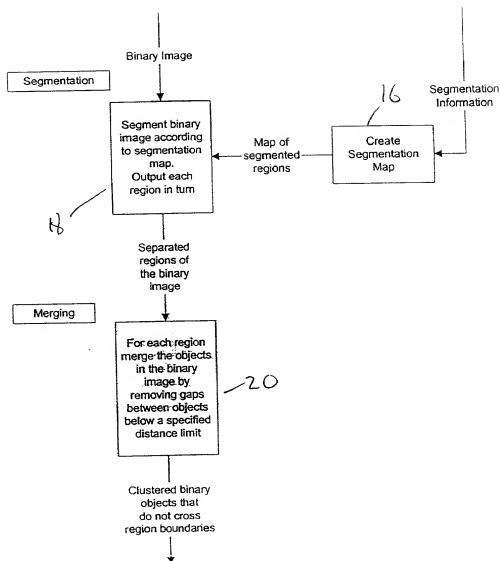 Binary Image
Segmentation
16
Segmentation
Information
Segment binary
image according
to segmentation
map.
Output each
region in turn
Map of
segmented
regions
Create
Segmentation
Map
18
Separated
regions of
the binary
image
Merging
For each region
merge the objects
in the binary
image by
removing gaps
between objects
below a specified
distance limit
20
Clustered binary
objects that
do not cross
region boundaries